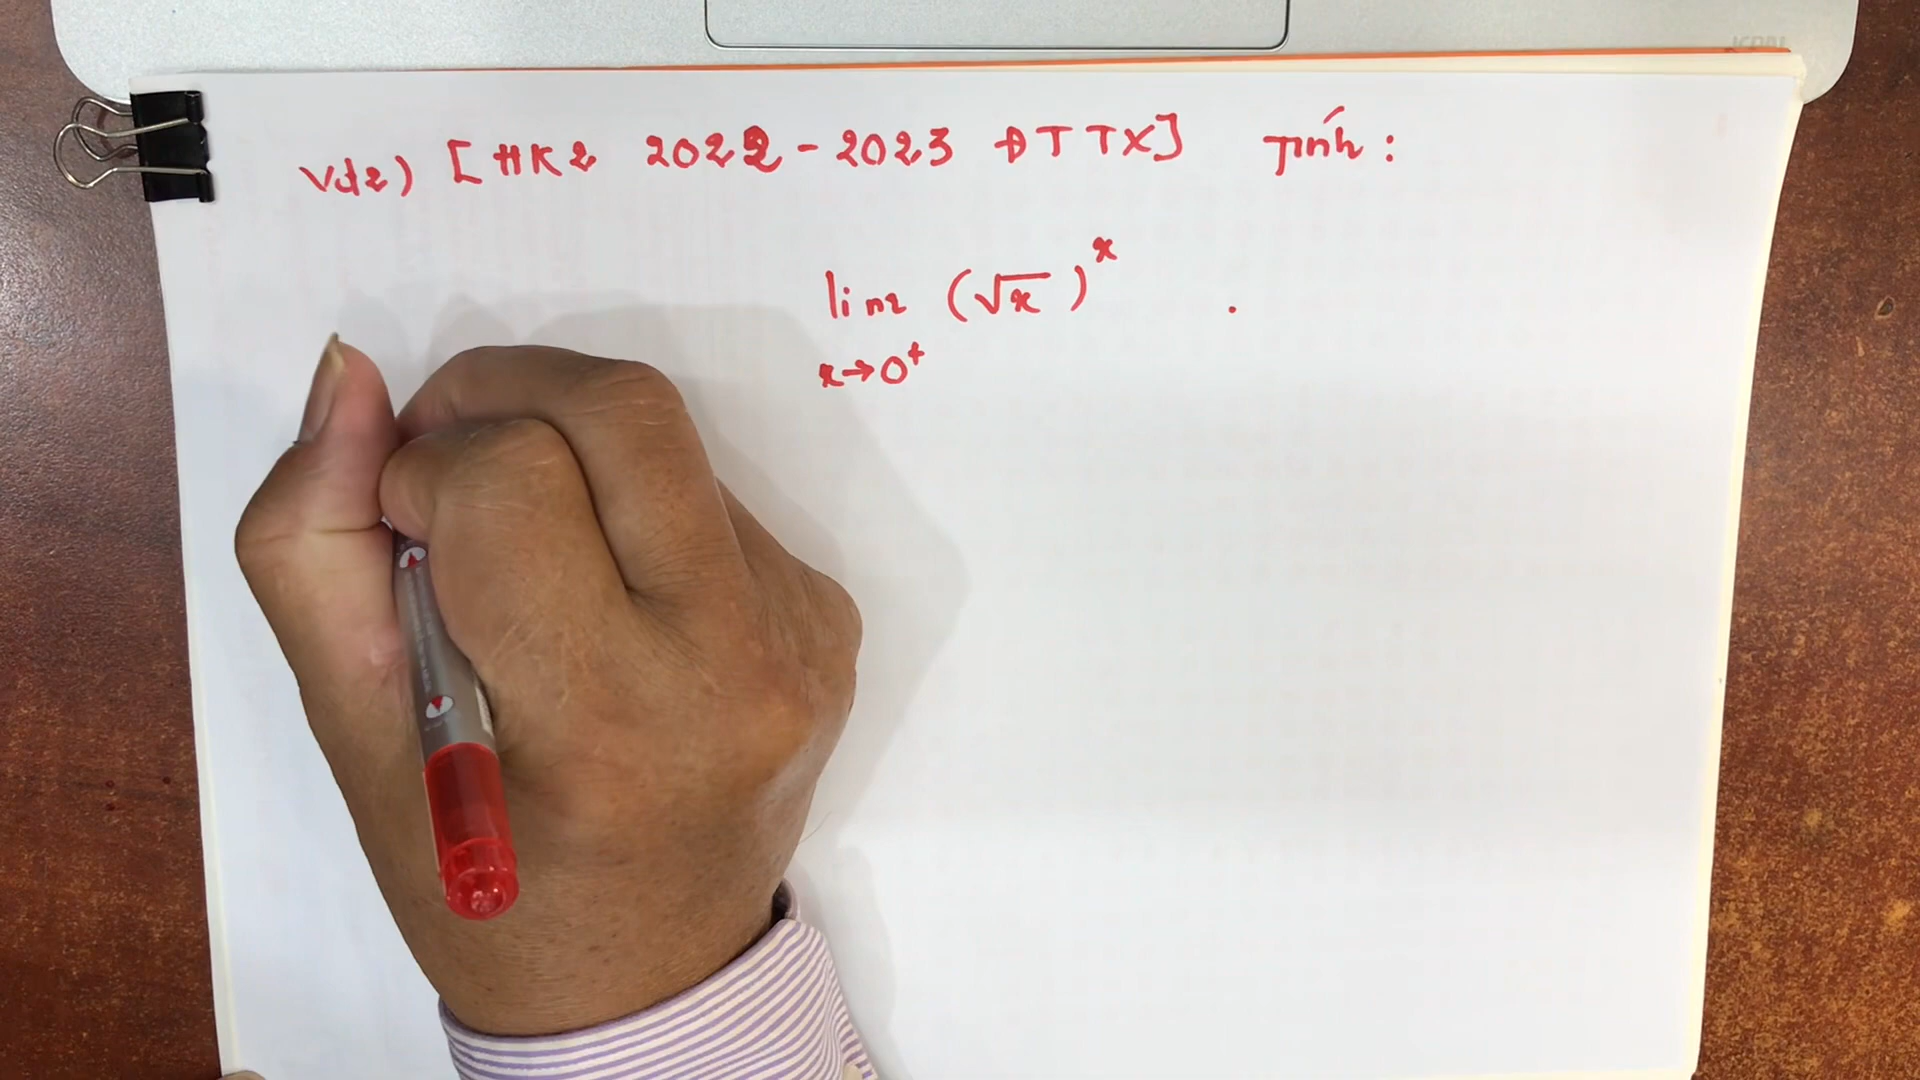 Vd2) [HK2 2022-2023 ĐTTX] Tính:
lim (√x)^x .
x→0⁺